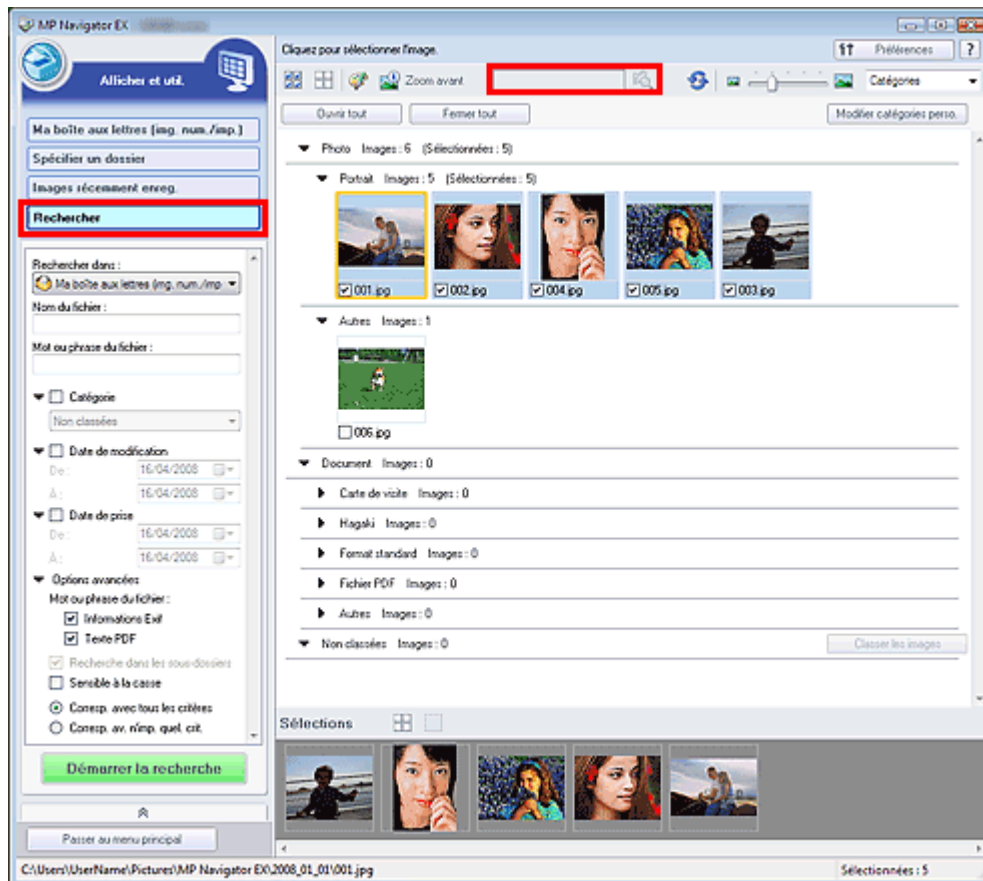 MP Navigator EX
Afficher et util.
Ma boîte aux lettres (img. num./imp.)
Spécifier un dossier
Images récemment enreg.
Rechercher
Rechercher dans :
Ma boîte aux lettres (img. num./imp
Nom du fichier :
Mot ou phrase du fichier :
Catégorie
Non classées
Date de modification
De : 16/04/2008
À : 16/04/2008
Date de prise
De : 16/04/2008
À : 16/04/2008
Options avancées
Mot ou phrase du fichier :
Informations Exif
Texte PDF
Recherche dans les sous-dossiers
Sensible à la casse
Corresp. avec tous les critères
Corresp. av. n'imp. quel. crit.
Démarrer la recherche
Passer au menu principal
Cliquez pour sélectionner l'image.
Préférences ?
Zoom avant
Catégories
Ouvrir tout Fermer tout Modifier catégories perso.
Photo Images : 6 (Sélectionnées : 5)
Portrait Images : 5 (Sélectionnées : 5)
001.jpg 002.jpg 004.jpg 005.jpg 003.jpg
Autres Images : 1
006.jpg
Document Images : 0
Carte de visite Images : 0
Hagaki Images : 0
Format standard Images : 0
Fichier PDF Images : 0
Autres Images : 0
Non classées Images : 0 Classer les images
Sélections
C:\Users\UserName\Pictures\MP Navigator EX\2008_01_01\001.jpg
Sélectionnées : 5